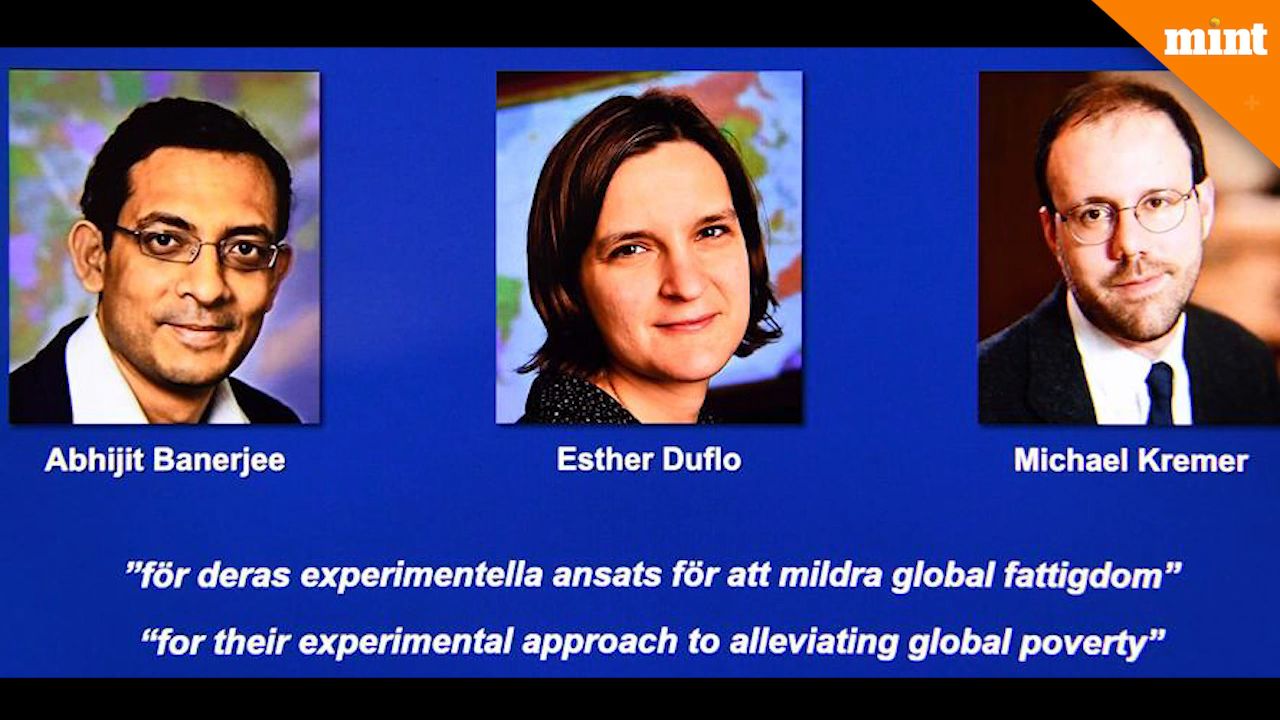 mint
Abhijit Banerjee
Esther Duflo
Michael Kremer
”för deras experimentella ansats för att mildra global fattigdom”
“for their experimental approach to alleviating global poverty”